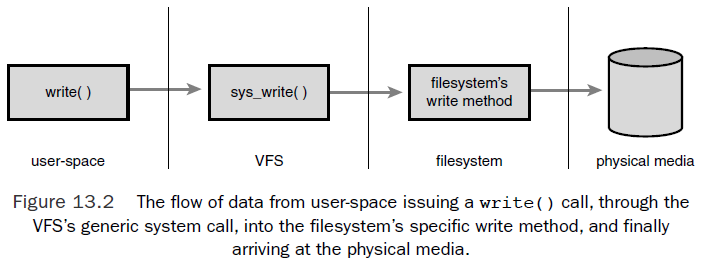 write( )
sys_write( )
filesystem's
write method
user-space
VFS
filesystem
physical media
Figure 13.2 The flow of data from user-space issuing a write() call, through the
VFS's generic system call, into the filesystem's specific write method, and finally
arriving at the physical media.